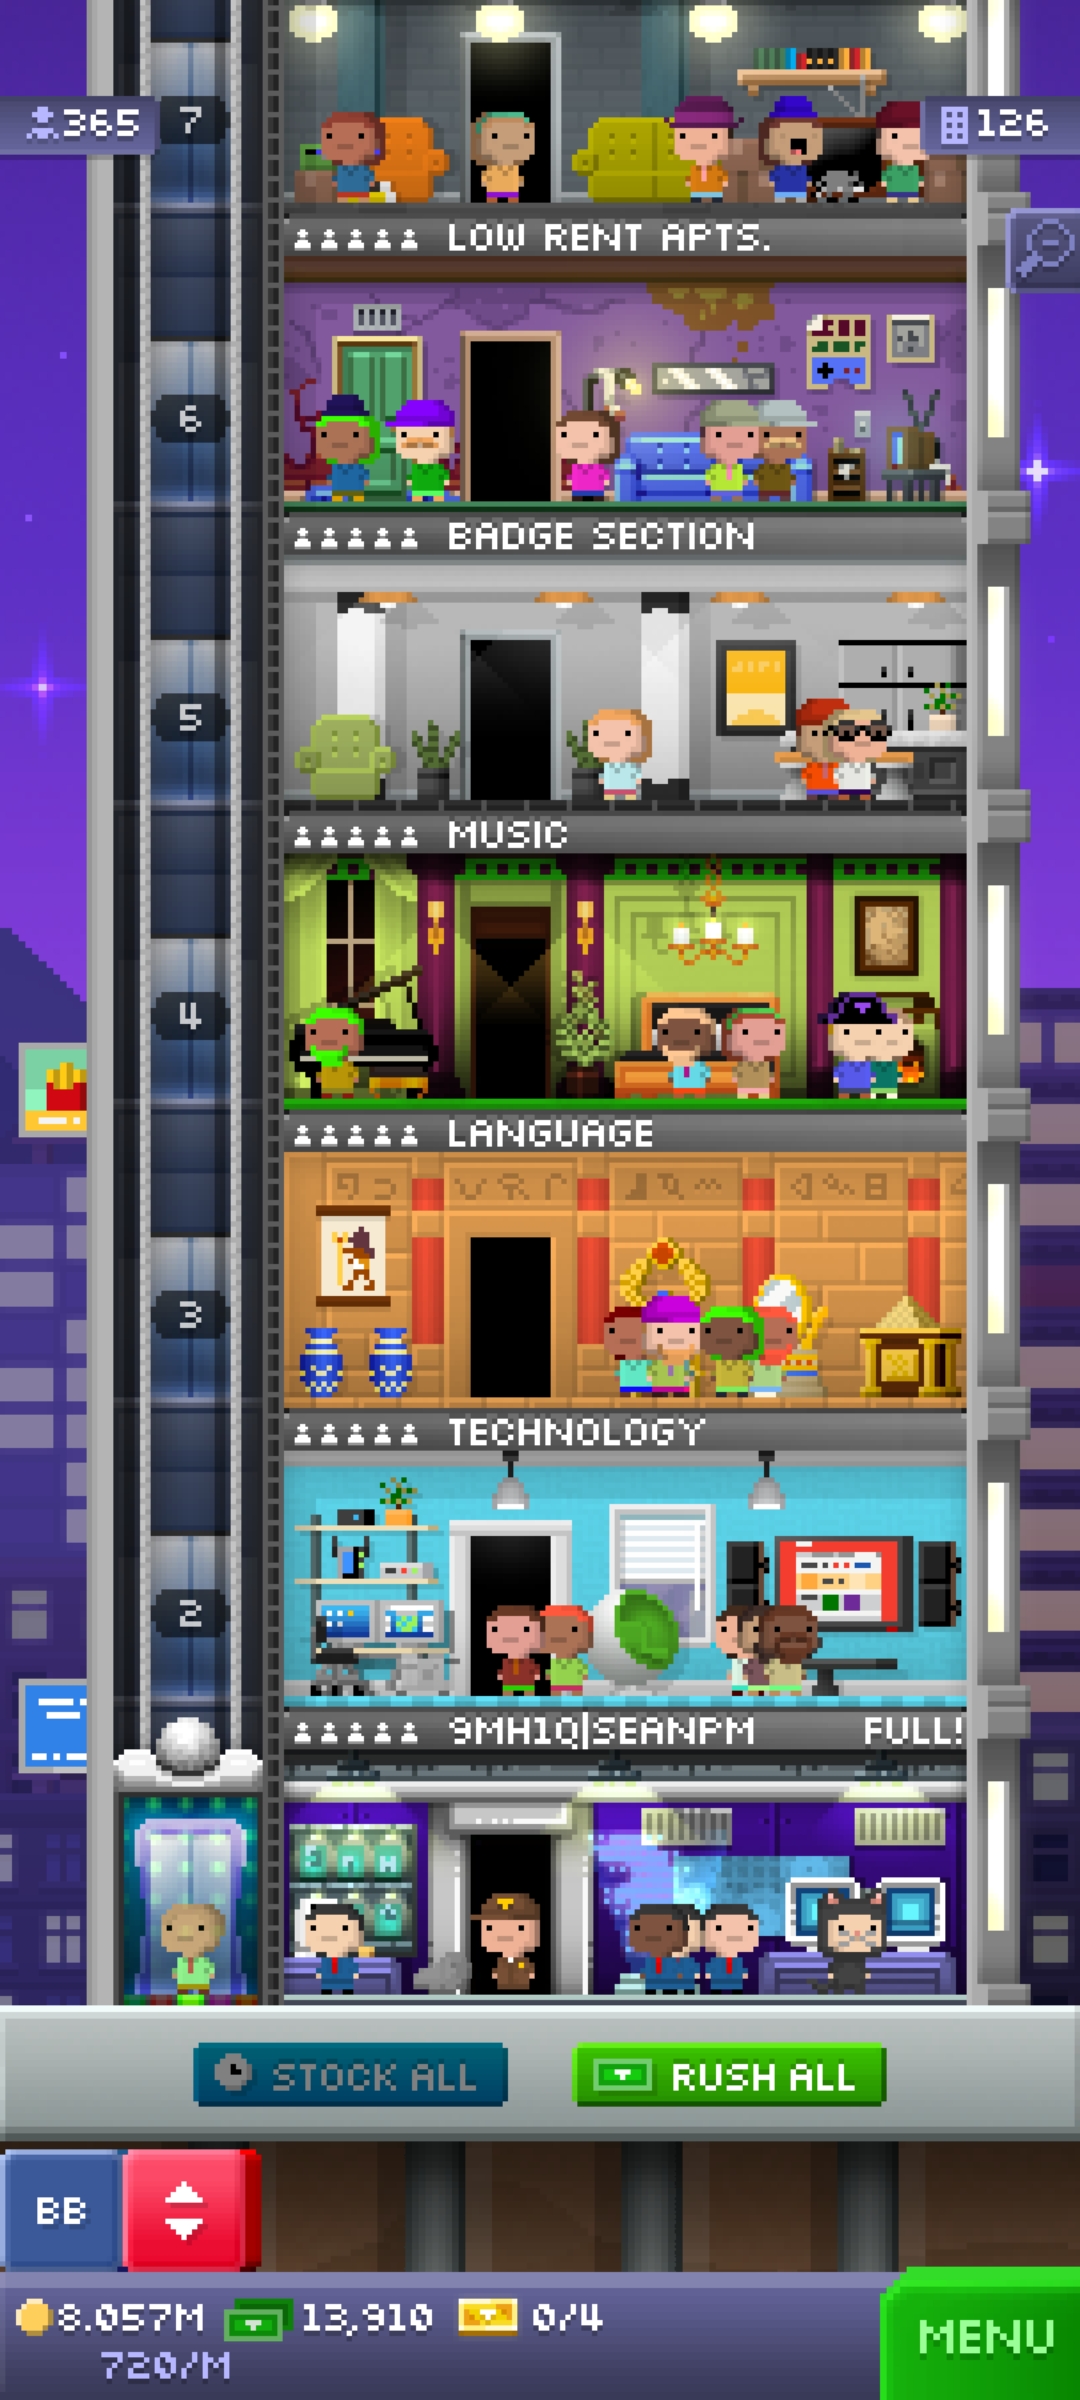 365
7
126
LOW RENT APTS.
6
BADGE SECTION
5
MUSIC
4
LANGUAGE
3
TECHNOLOGY
2
9MH1Q|SEANPM FULL!
STOCK ALL
RUSH ALL
BB
8.057M 13,910 0/4
720/M
MENU